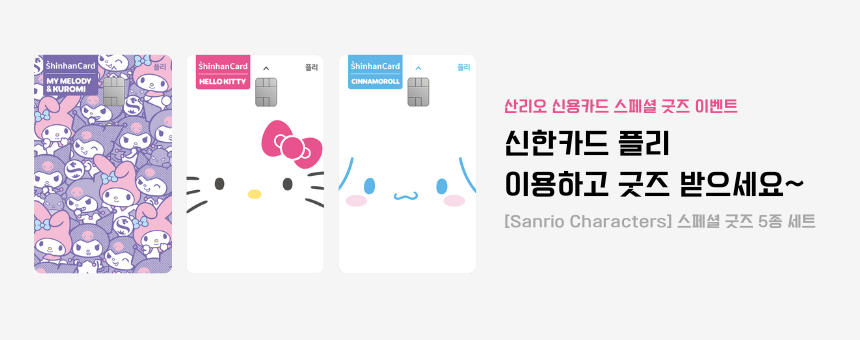 ShinhanCard
플리
MY MELODY
& KUROMI
ShinhanCard
플리
HELLO KITTY
ShinhanCard
플리
CINNAMOROLL
산리오 신용카드 스페셜 굿즈 이벤트
신한카드 플리
이용하고 굿즈 받으세요~
[Sanrio Characters] 스페셜 굿즈 5종 세트